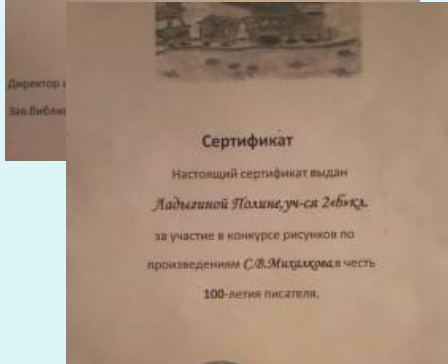 Директор
Зав.Библио
Сертификат
Настоящий сертификат выдан
Ладыгиной Полине,уч-ся 2«б»кл.
за участие в конкурсе рисунков по
произведениям С.В.Михалкова,в честь
100-летия писателя.